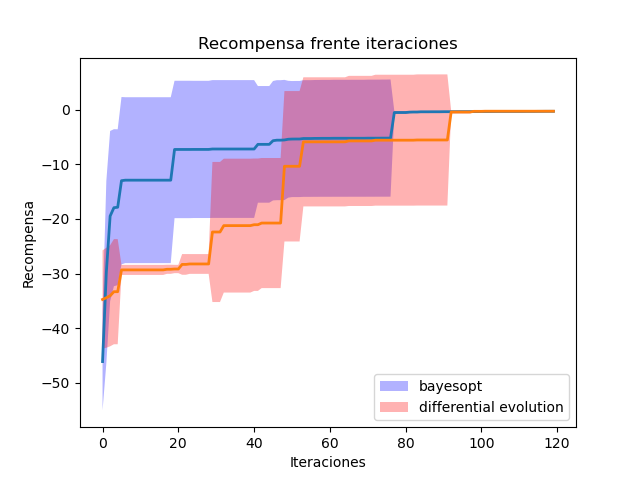 Recompensa frente iteraciones
Recompensa
0
−10
−20
−30
−40
−50
0 20 40 60 80 100 120
Iteraciones
bayesopt
differential evolution